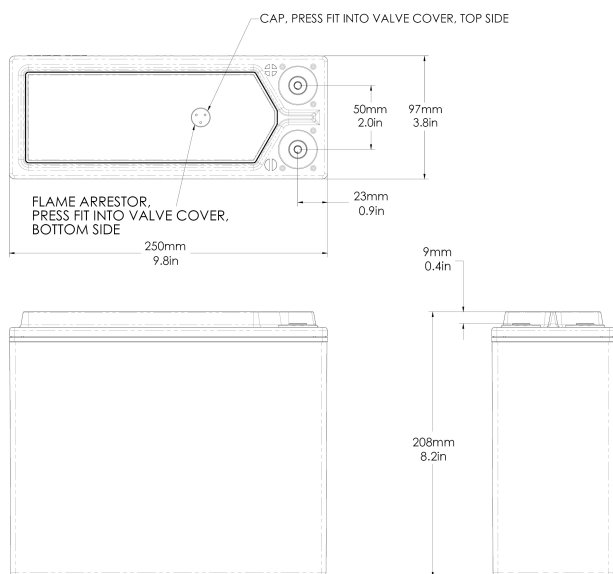 CAP, PRESS FIT INTO VALVE COVER, TOP SIDE
50mm
2.0in
97mm
3.8in
FLAME ARRESTOR,
PRESS FIT INTO VALVE COVER,
BOTTOM SIDE
23mm
0.9in
250mm
9.8in
9mm
0.4in
208mm
8.2in